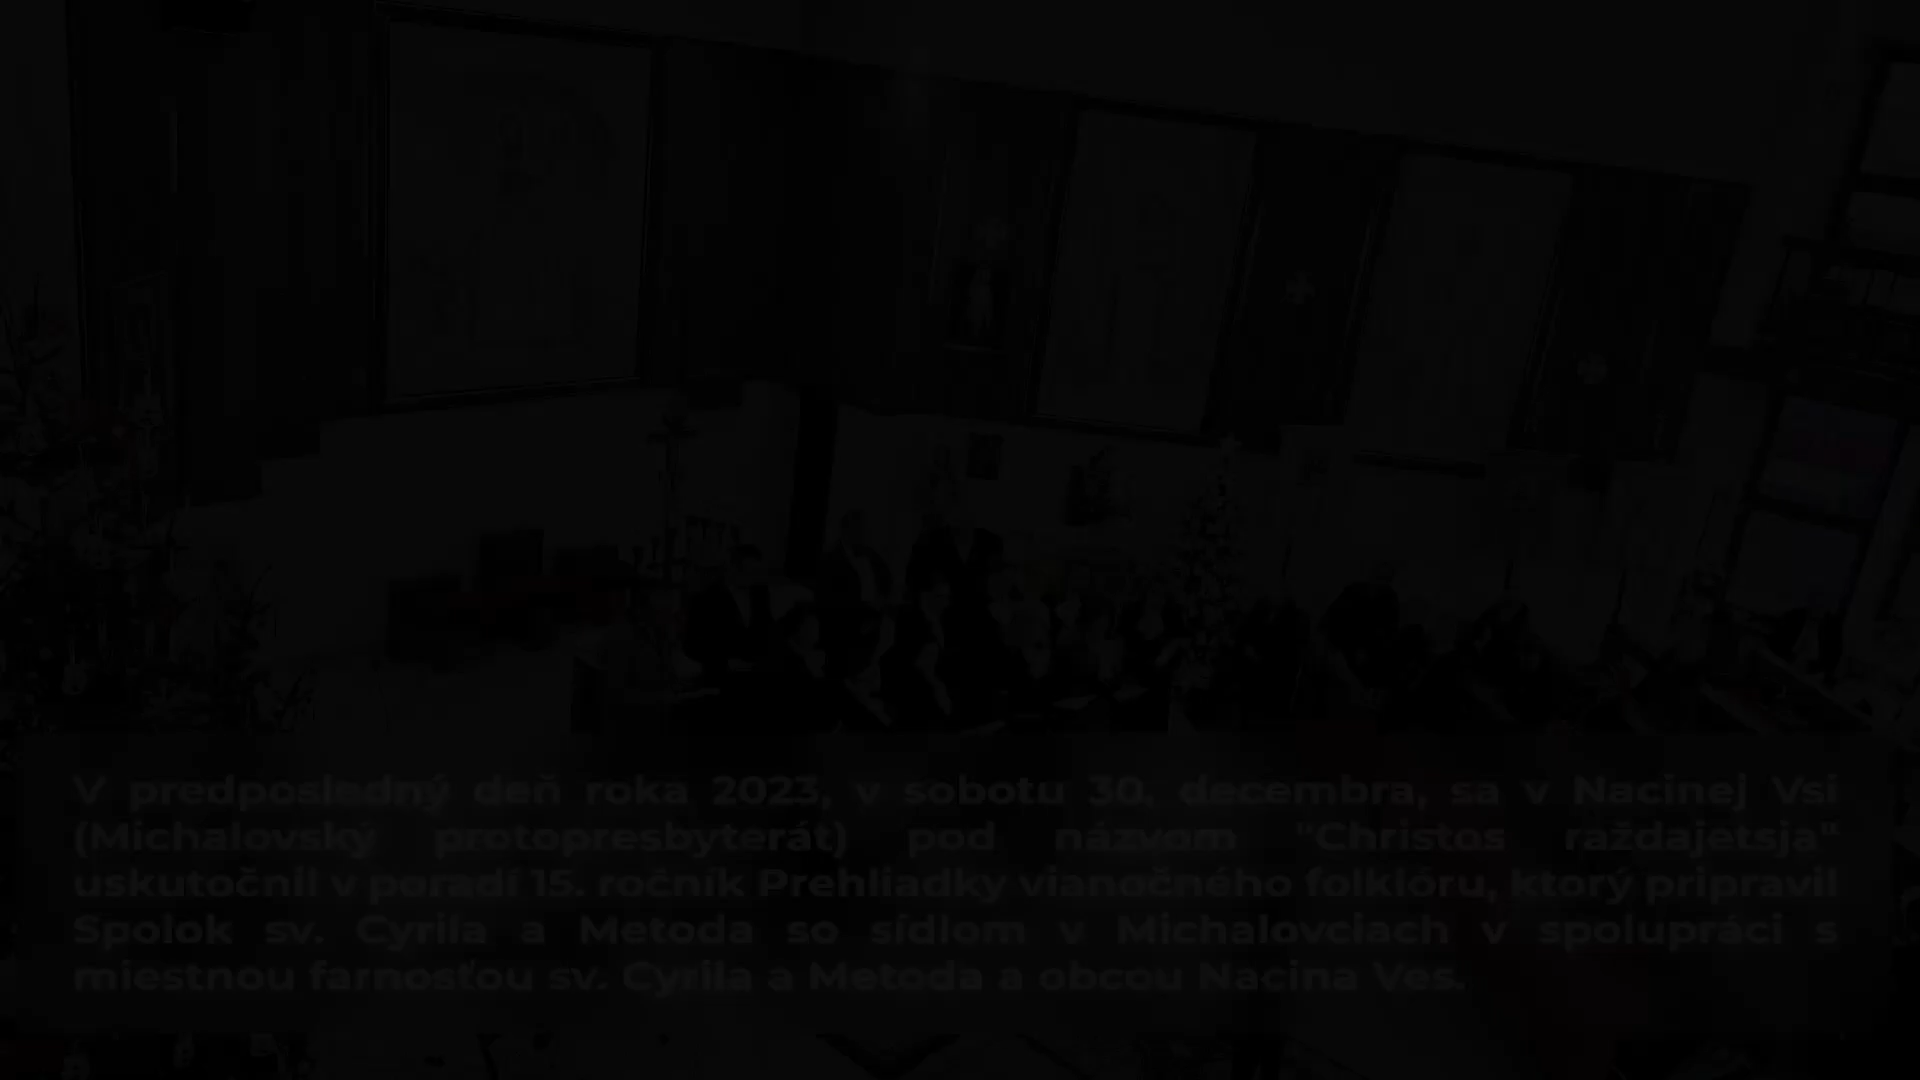 V predposledný deň roka 2023, v sobotu 30. decembra, sa v Nacinej Vsi
(Michalovský protopresbyterát) pod názvom "Christos raždajetsja"
uskutočnil v poradí 15. ročník Prehliadky vianočného folklóru, ktorý pripravil
Spolok sv. Cyrila a Metoda so sídlom v Michalovciach v spolupráci s
miestnou farnosťou sv. Cyrila a Metoda a obcou Nacina Ves.